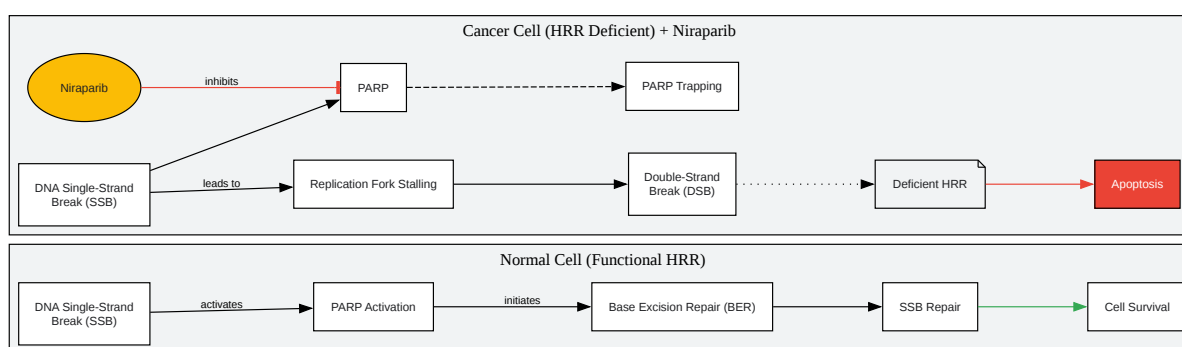 Cancer Cell (HRR Deficient) + Niraparib
Niraparib
inhibits
PARP
PARP Trapping
DNA Single-Strand
Break (SSB)
leads to
Replication Fork Stalling
Double-Strand
Break (DSB)
Deficient HRR
Apoptosis
Normal Cell (Functional HRR)
DNA Single-Strand
Break (SSB)
activates
PARP Activation
initiates
Base Excision Repair (BER)
SSB Repair
Cell Survival